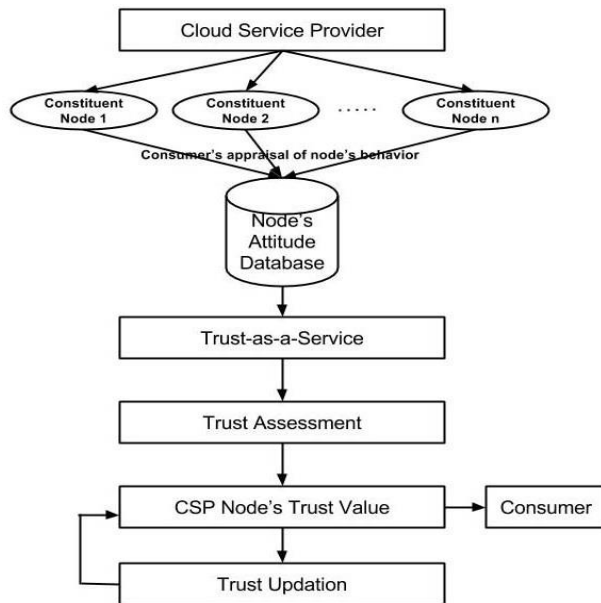 Cloud Service Provider
Constituent
Node 1
Constituent
Node 2
. . . . .
Constituent
Node n
Consumer's appraisal of node's behavior
Node's
Attitude
Database
Trust-as-a-Service
Trust Assessment
CSP Node's Trust Value
Consumer
Trust Updation